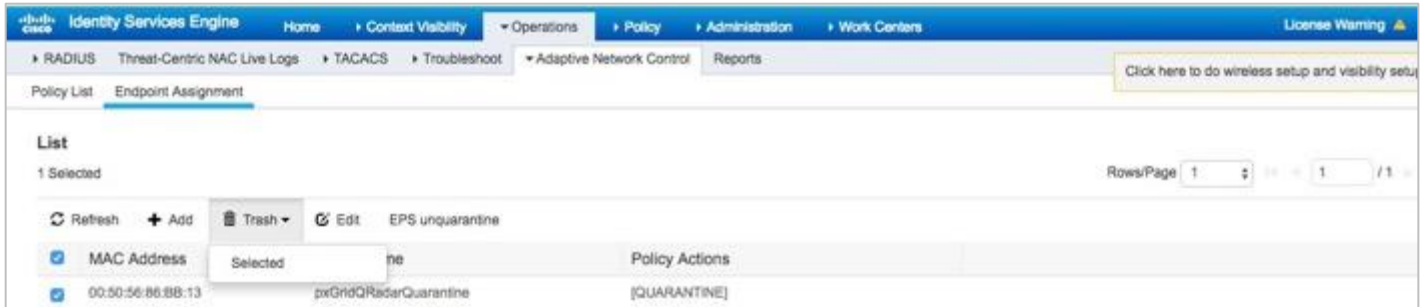 cisco Identity Services Engine Home Context Visibility Operations Policy Administration Work Centers License Warning
RADIUS Threat-Centric NAC Live Logs TACACS Troubleshoot Adaptive Network Control Reports
Click here to do wireless setup and visibility setup
Policy List Endpoint Assignment
List
1 Selected
Rows/Page 1 1 / 1
Refresh Add Trash Edit EPS unquarantine
MAC Address me Policy Actions
Selected
00:50:56:86:BB:13 pxGridQRadarQuarantine [QUARANTINE]